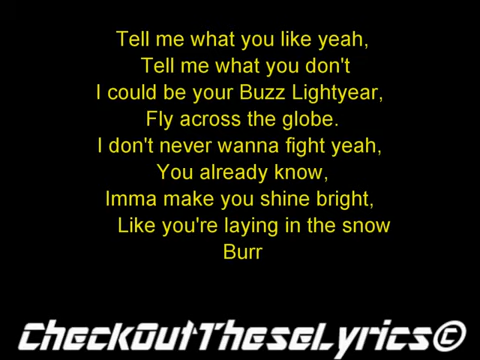 Tell me what you like yeah,
Tell me what you don't
I could be your Buzz Lightyear,
Fly across the globe.
I don't never wanna fight yeah,
You already know,
Imma make you shine bright,
Like you're laying in the snow
Burr
CheckOutTheseLyrics©